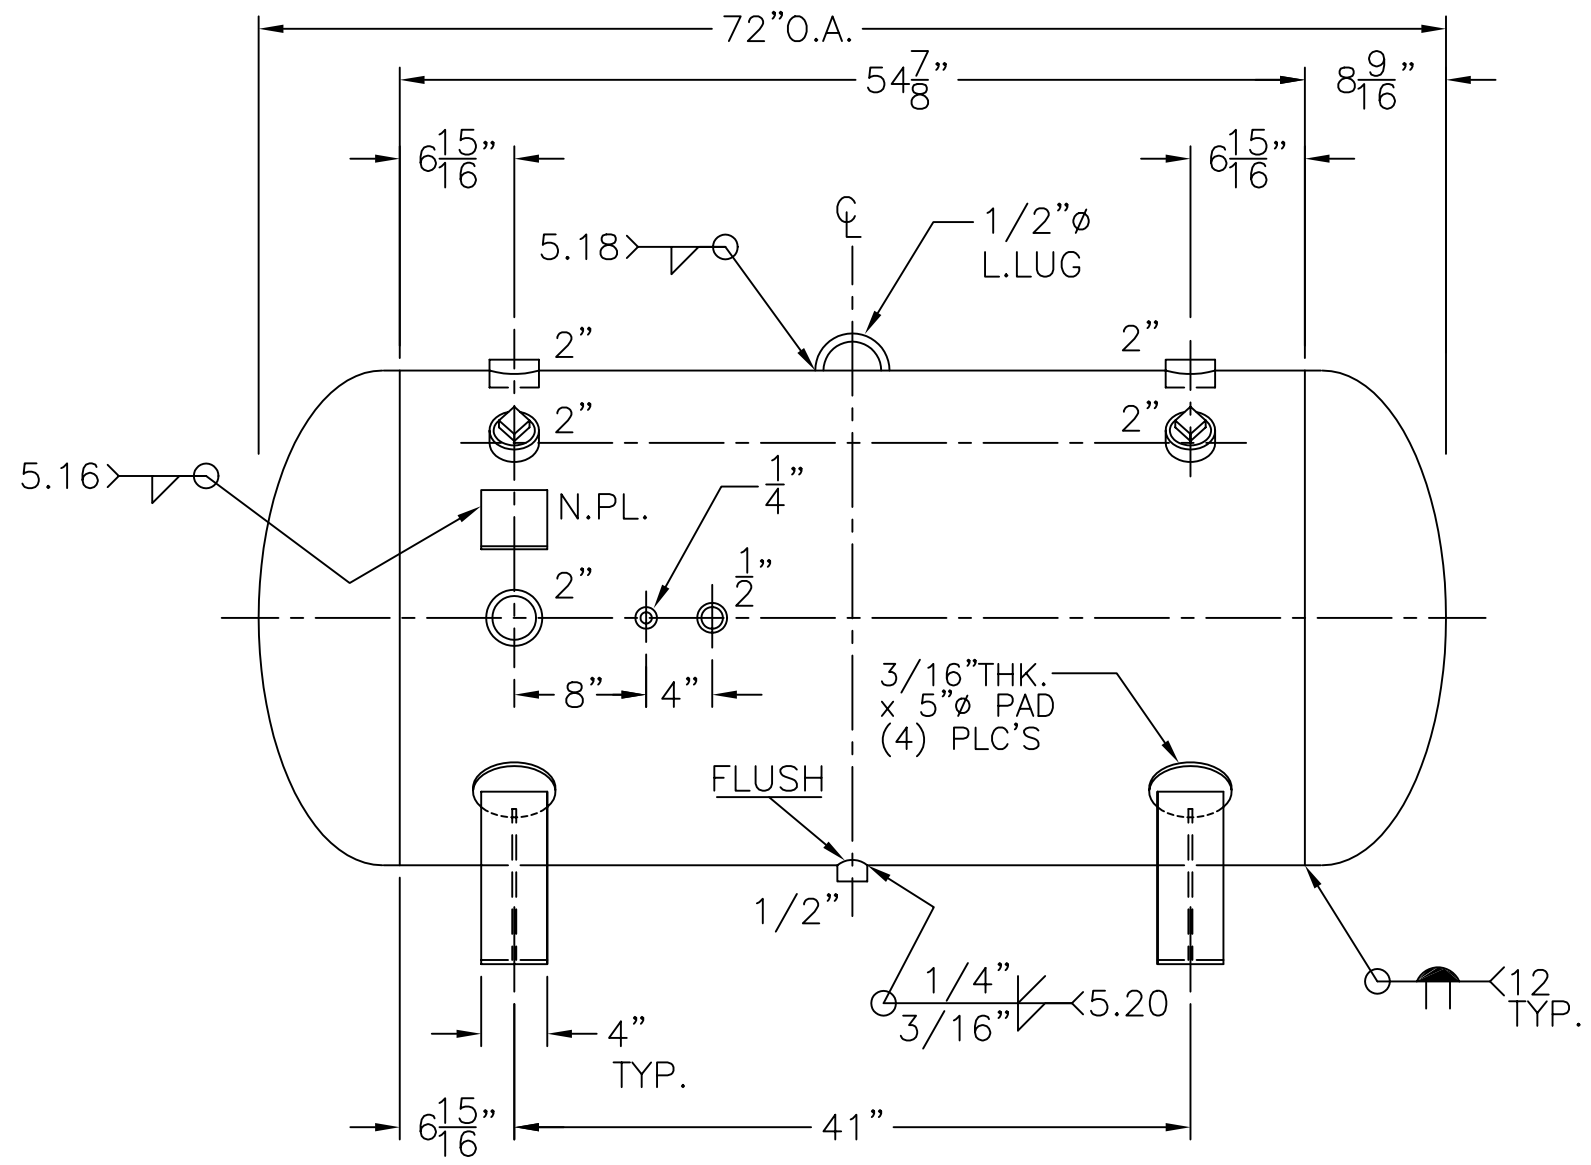 72”O.A.
54 7/8”
8 9/16”
6 15/16”
6 15/16”
℄
1/2”ø
L.LUG
5.18
2”
2”
2”
2”
5.16
N.PL.
1/4”
2”
1/2”
8”
4”
3/16”THK.
x 5”ø PAD
(4) PLC’S
FLUSH
1/2”
1/4”
3/16”
5.20
12
TYP.
4”
TYP.
6 15/16”
41”